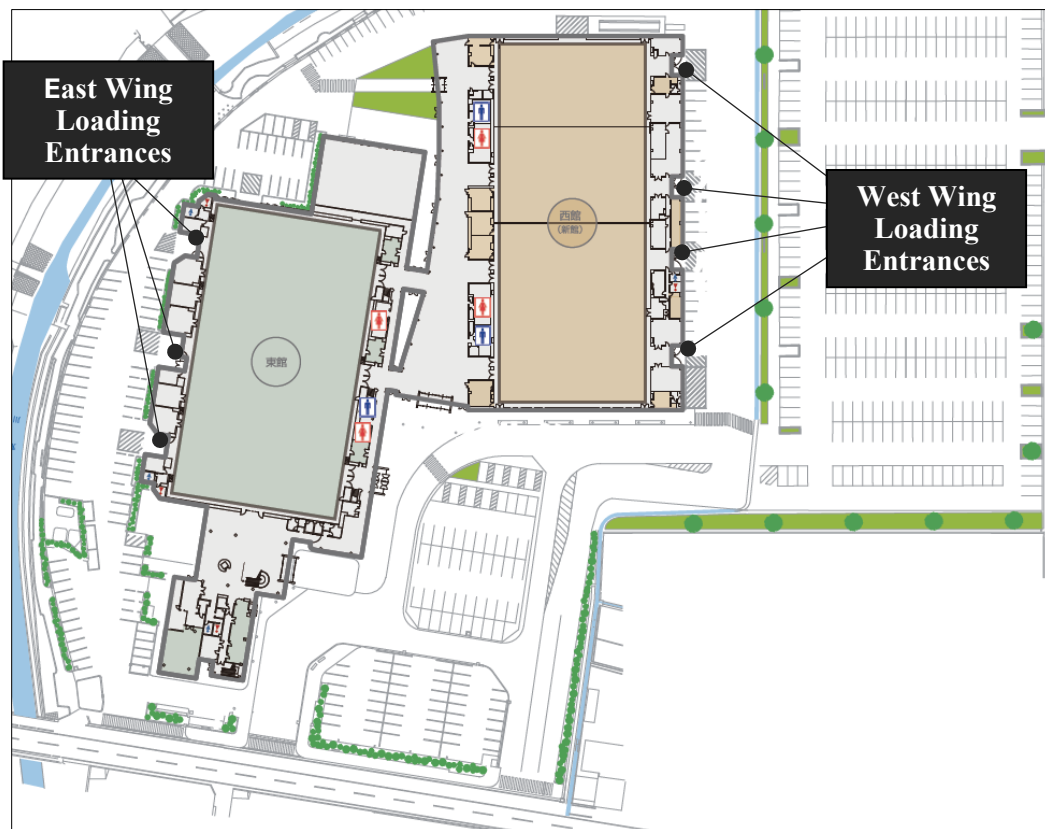 East Wing
Loading
Entrances
West Wing
Loading
Entrances
西館
(新館)
東館